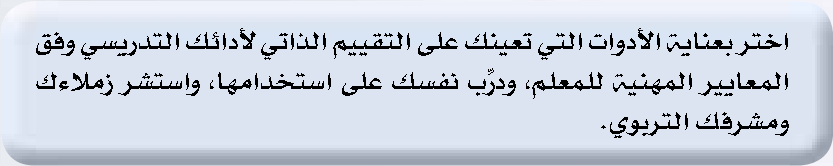 اختر بعناية الأدوات التي تعينك على التقييم الذاتي لأدائك التدريسي وفق
المعايير المهنية للمعلم، ودرِّب نفسك على استخدامها، واستشر زملاءك
ومشرفك التربوي.